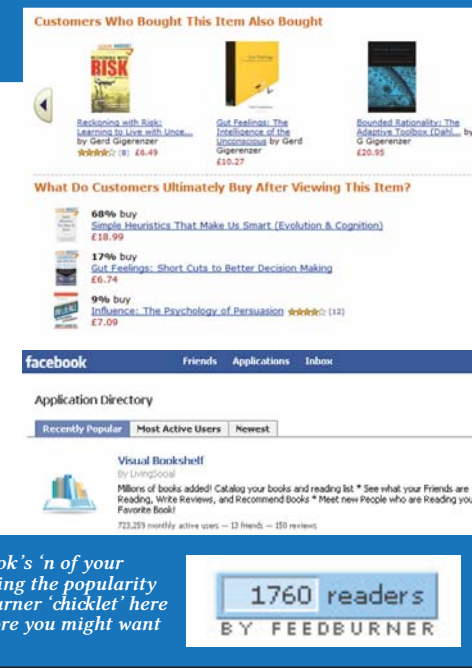 Customers Who Bought This Item Also Bought
Reckoning with Risk:
Learning to Live with Unce...
by Gerd Gigerenzer
(8) £6.49
Gut Feelings: The
Intelligence of the
Unconscious by Gerd
Gigerenzer
£10.27
Bounded Rationality: The
Adaptive Toolbox (Dahl... by
G Gigerenzer
£20.95
What Do Customers Ultimately Buy After Viewing This Item?
68% buy
Simple Heuristics That Make Us Smart (Evolution & Cognition)
£18.99
17% buy
Gut Feelings: Short Cuts to Better Decision Making
£6.74
9% buy
Influence: The Psychology of Persuasion (12)
£7.09
facebook Friends Applications Inbox
Application Directory
Recently Popular Most Active Users Newest
Visual Bookshelf
by LivingSocial
Millions of books added! Catalog your books and reading list * See what your Friends are
Reading, Write Reviews, and Recommend Books * Meet new People who are Reading you
Favorite Book!
723,259 monthly active users — 13 friends — 150 reviews
ok's 'n of your
ing the popularity
urner 'chicklet' here
ore you might want
1760 readers
BY FEEDBURNER